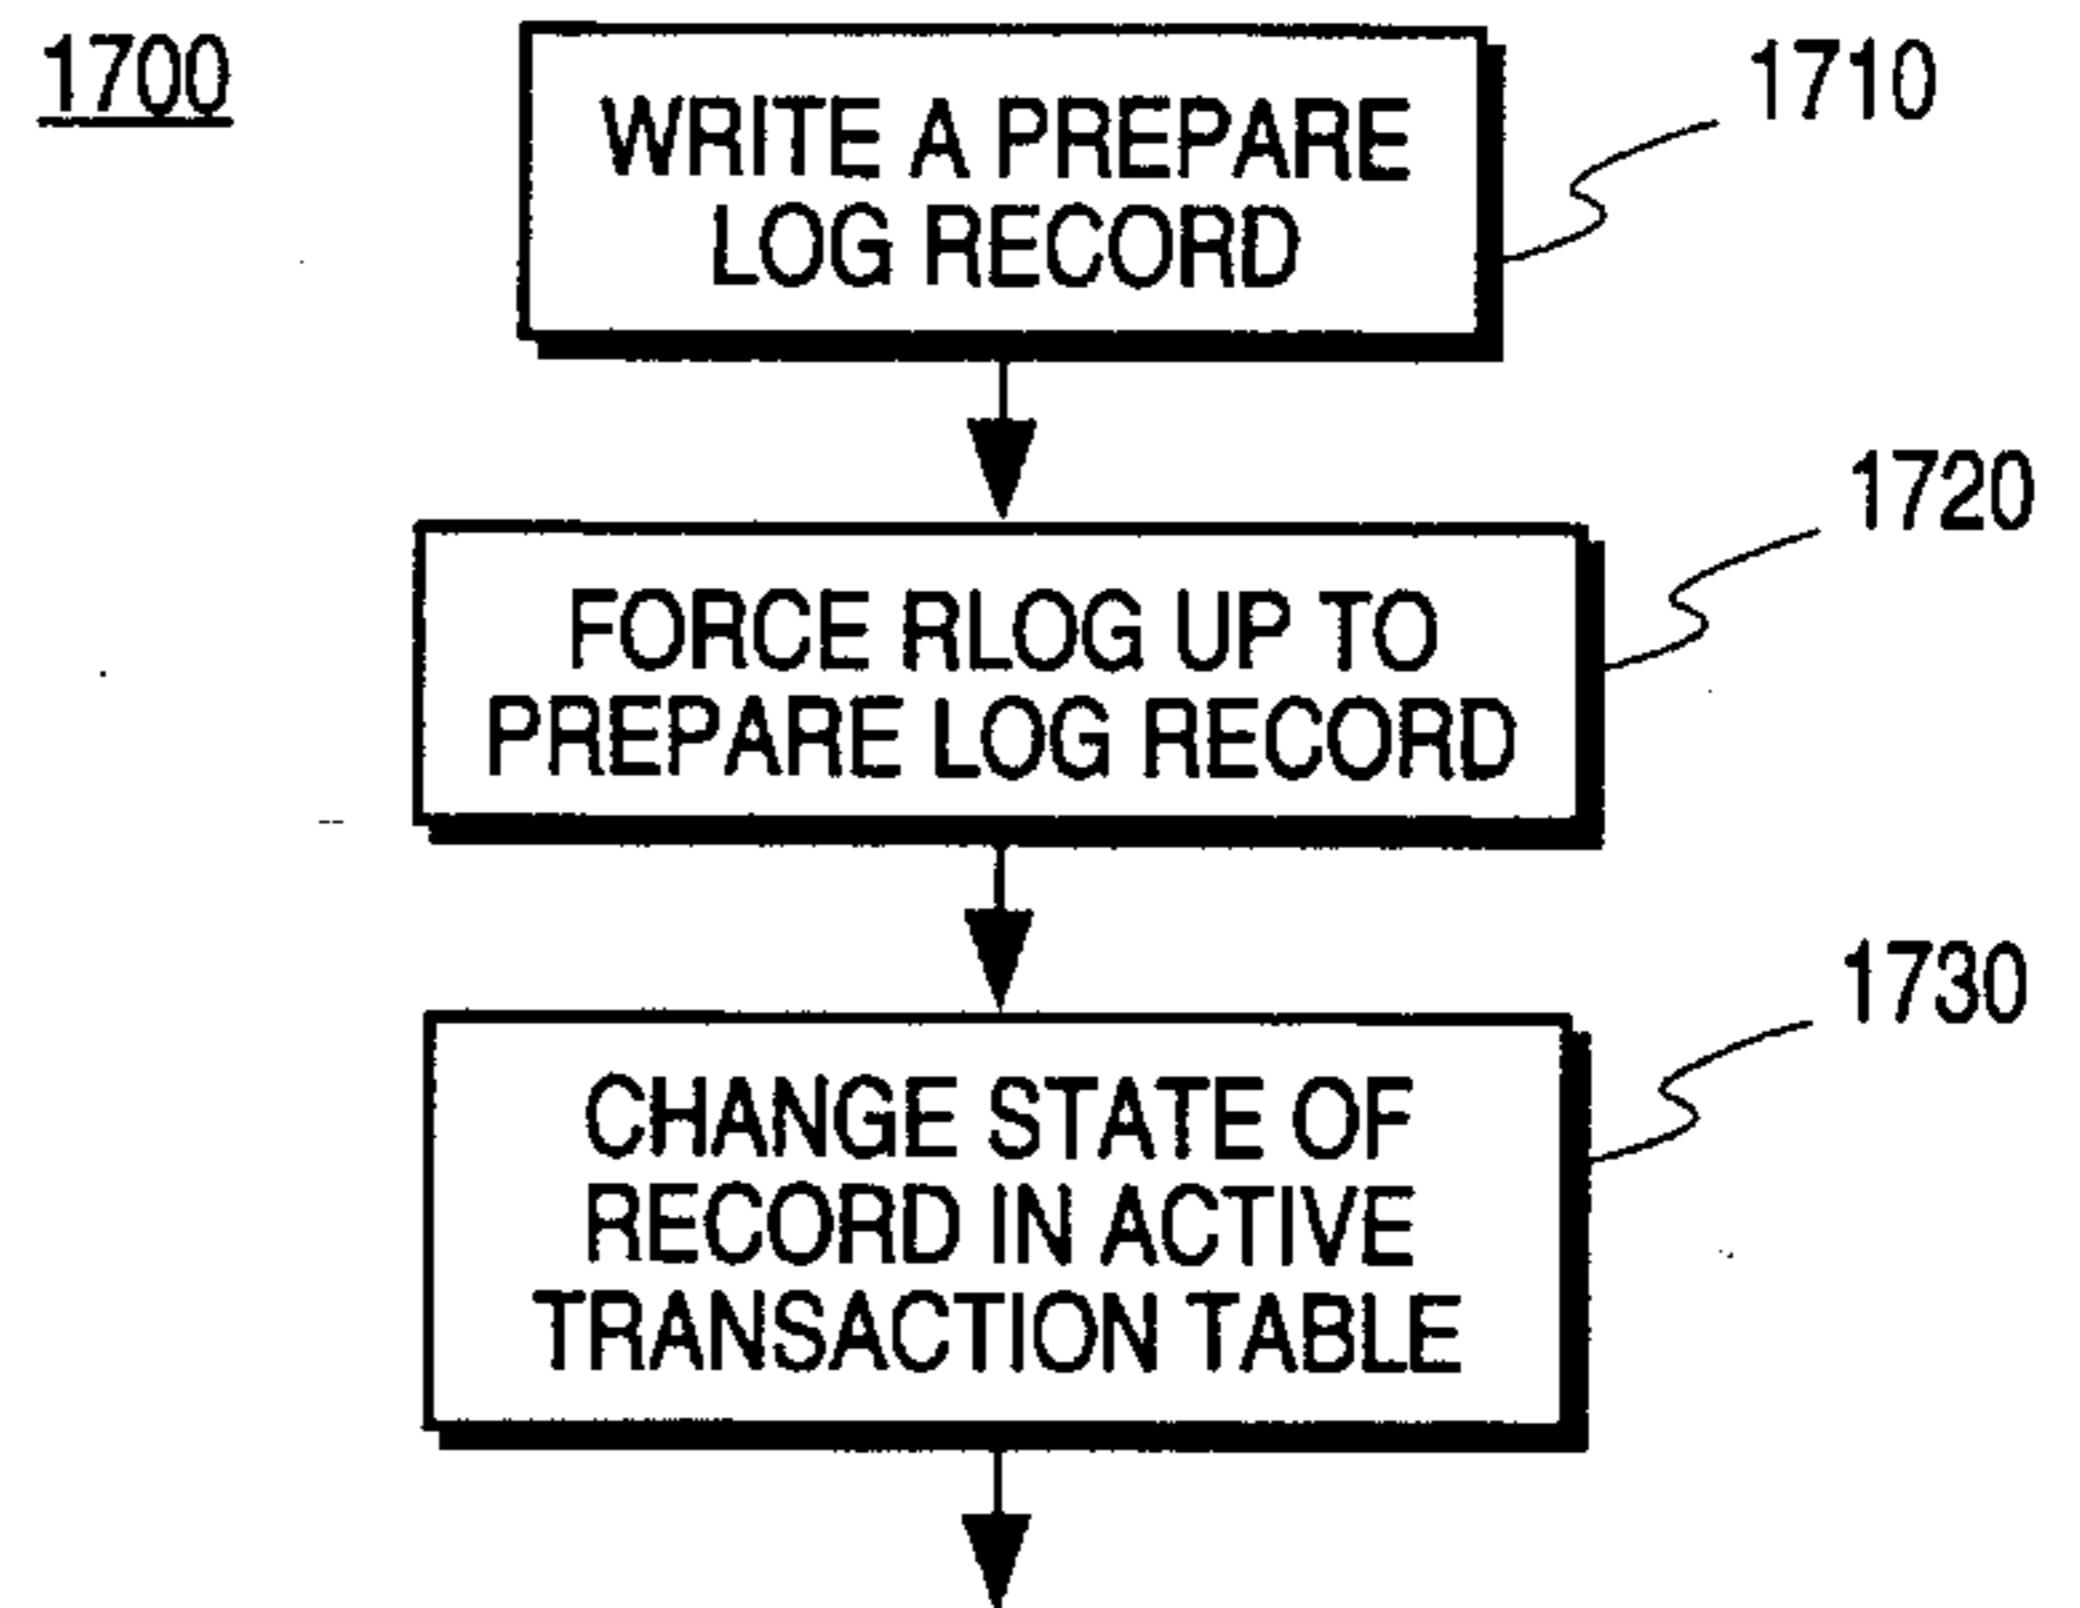 1700
WRITE A PREPARE
LOG RECORD
1710
FORCE RLOG UP TO
PREPARE LOG RECORD
1720
CHANGE STATE OF
RECORD IN ACTIVE
TRANSACTION TABLE
1730